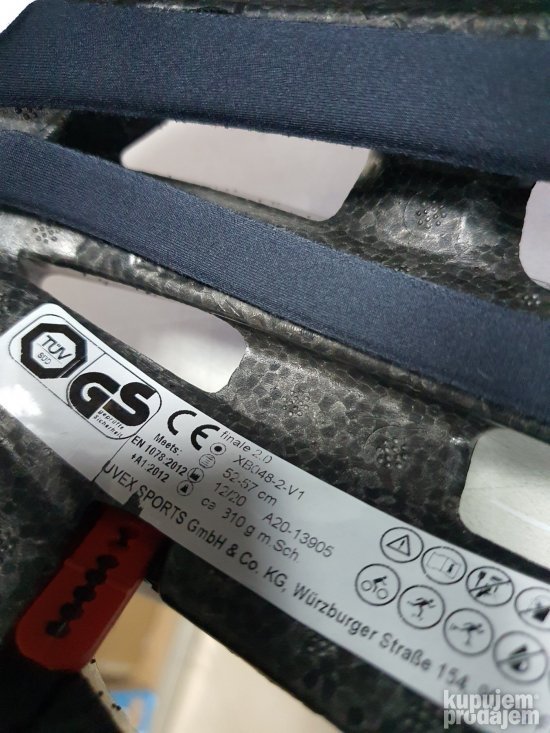 TÜV
SÜD
GS
geprüfte
Sicherheit
CE
Meets:
EN 1078:2012
+A1:2012
finale 2.0
XB048-2-V1
52-57 cm
12/20 A20-13905
ca. 310 g m.Sch.
UVEX SPORTS GmbH & Co. KG, Würzburger Straße 154,
kupujem
prodajem